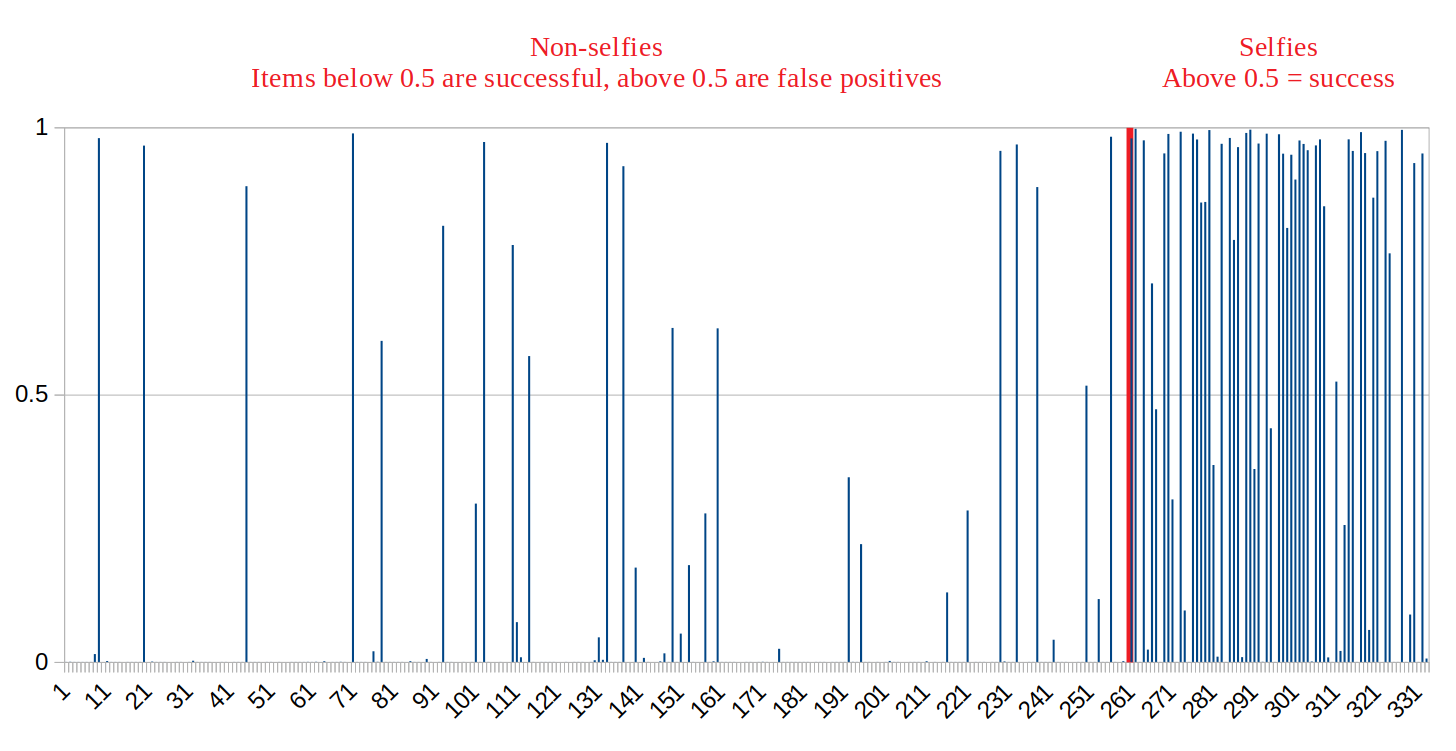 Non-selfies
Items below 0.5 are successful, above 0.5 are false positives
Selfies
Above 0.5 = success
1
0.5
0
1 11 21 31 41 51 61 71 81 91 101 111 121 131 141 151 161 171 181 191 201 211 221 231 241 251 261 271 281 291 301 311 321 331